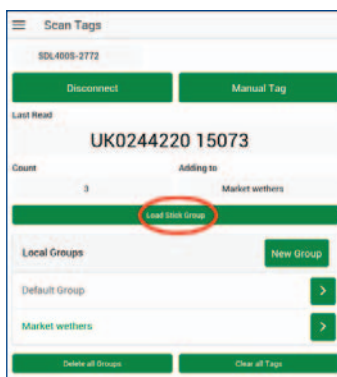 Scan Tags
SDL400S-2772
Disconnect Manual Tag
Last Read
UK0244220 15073
Count Adding to
3 Market wethers
Load Stick Group
Local Groups New Group
Default Group
Market wethers
Delete all Groups Clear all Tags